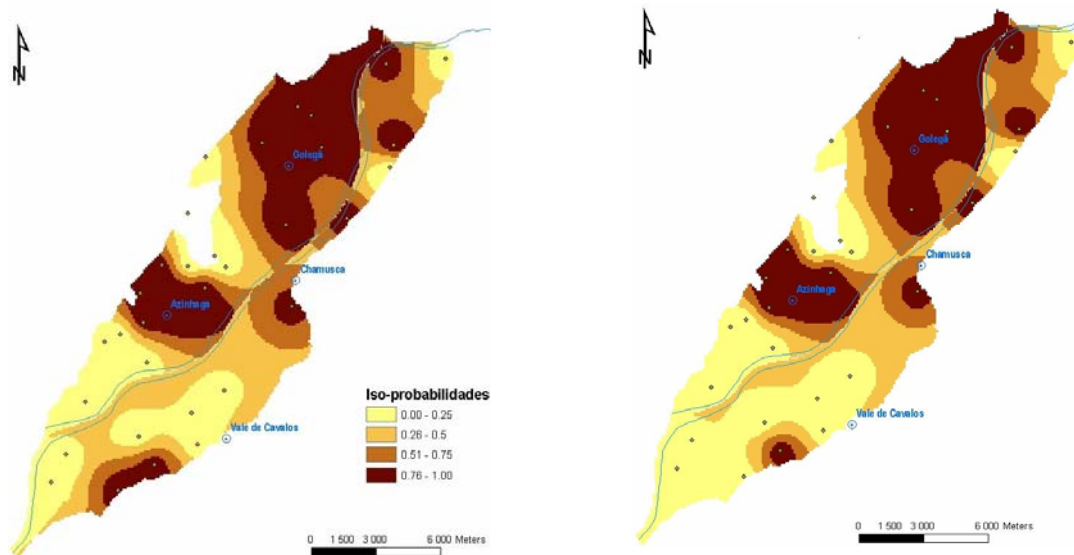 N
Golegã
Chamusca
Azinhaga
Vale de Cavalos
Iso-probabilidades
0.00 - 0.25
0.26 - 0.5
0.51 - 0.75
0.76 - 1.00
0 1 500 3 000 6 000 Meters
N
Golegã
Chamusca
Azinhaga
Vale de Cavalos
0 1 500 3 000 6 000 Meters